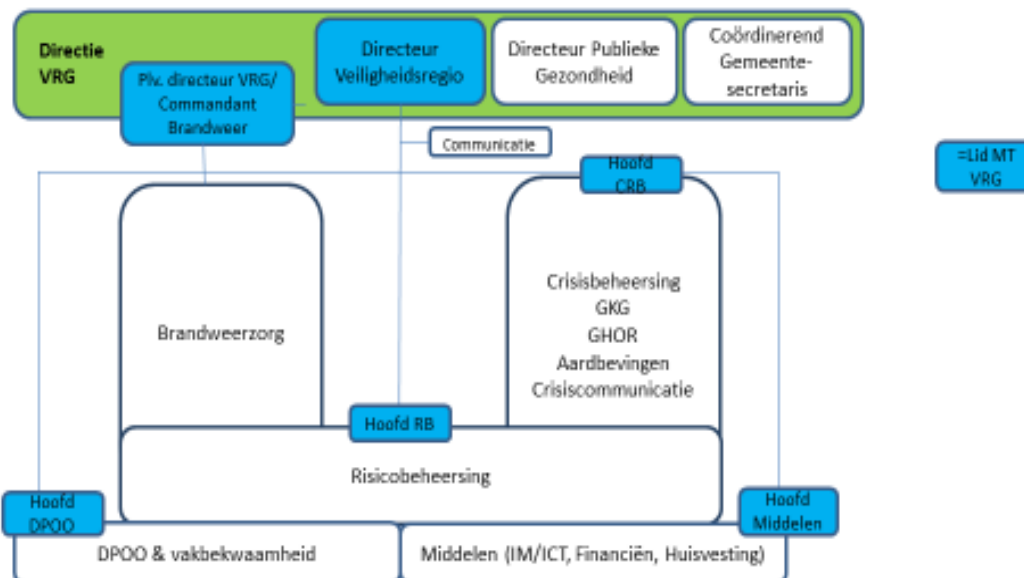 Directie
VRG
Plv. directeur VRG/
Commandant
Brandweer
Directeur
Veiligheidsregio
Directeur Publieke
Gezondheid
Coördinerend
Gemeente-
secretaris
Communicatie
=Lid MT
VRG
Hoofd
CRB
Brandweerzorg
Crisisbeheersing
GKG
GHOR
Aardbevingen
Crisiscommunicatie
Hoofd RB
Risicobeheersing
Hoofd
DPOO
Hoofd
Middelen
DPOO & vakbekwaamheid
Middelen (IM/ICT, Financiën, Huisvesting)